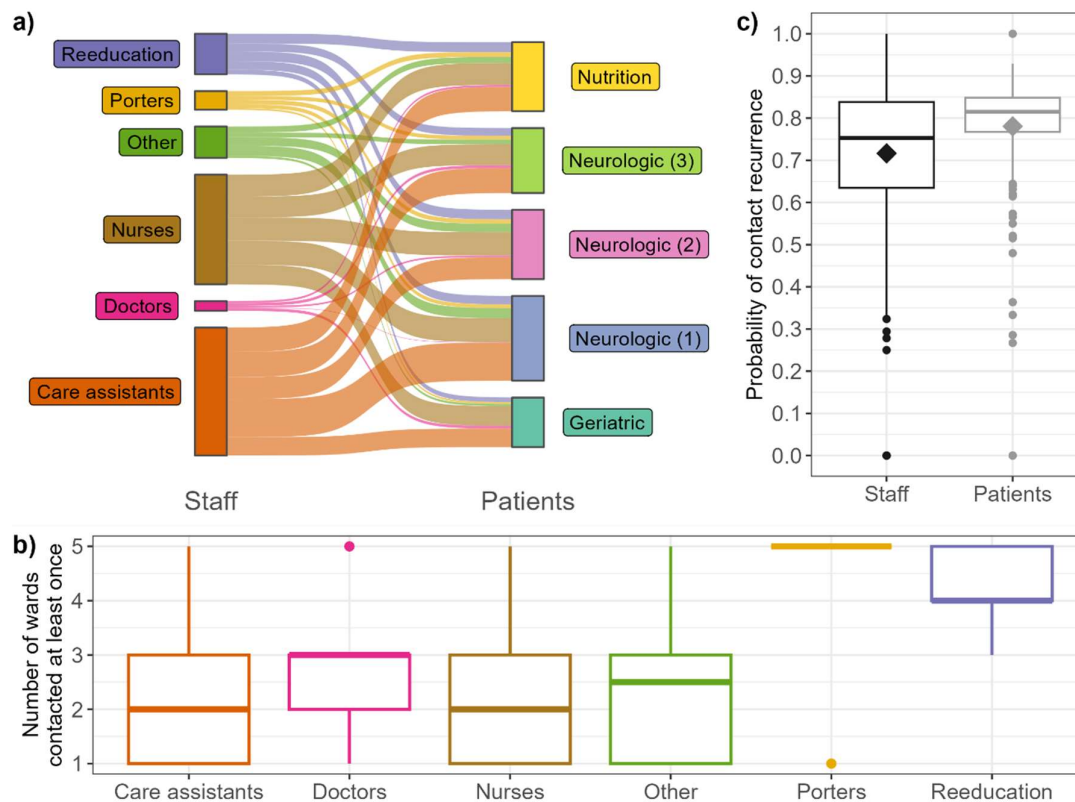 a)
Reeducation
Porters
Other
Nurses
Doctors
Care assistants
Nutrition
Neurologic (3)
Neurologic (2)
Neurologic (1)
Geriatric
Staff
Patients
c)
Probability of contact recurrence
1.0
0.9
0.8
0.7
0.6
0.5
0.4
0.3
0.2
0.1
0.0
Staff
Patients
b)
Number of wards
contacted at least once
5
4
3
2
1
Care assistants
Doctors
Nurses
Other
Porters
Reeducation